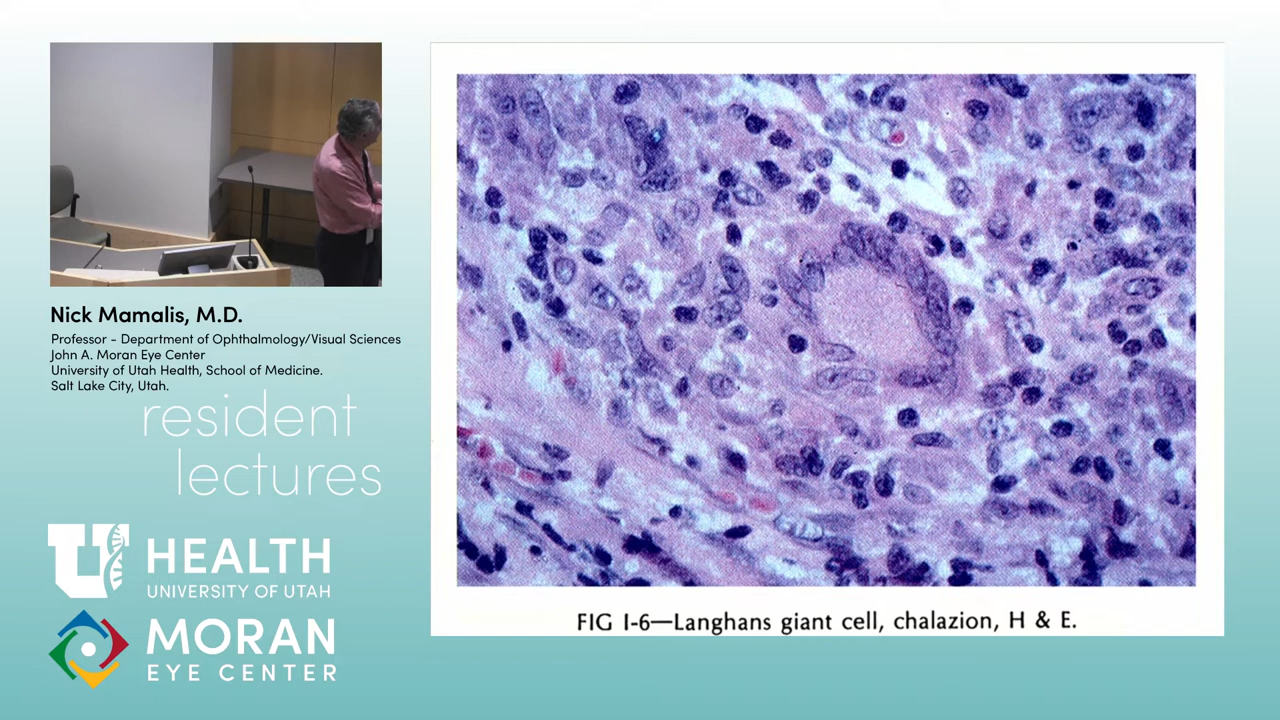 Nick Mamalis, M.D.
Professor - Department of Ophthalmology/Visual Sciences
John A. Moran Eye Center
University of Utah Health, School of Medicine.
Salt Lake City, Utah.
resident
lectures
U HEALTH
UNIVERSITY OF UTAH
MORAN
EYE CENTER
FIG I-6—Langhans giant cell, chalazion, H & E.